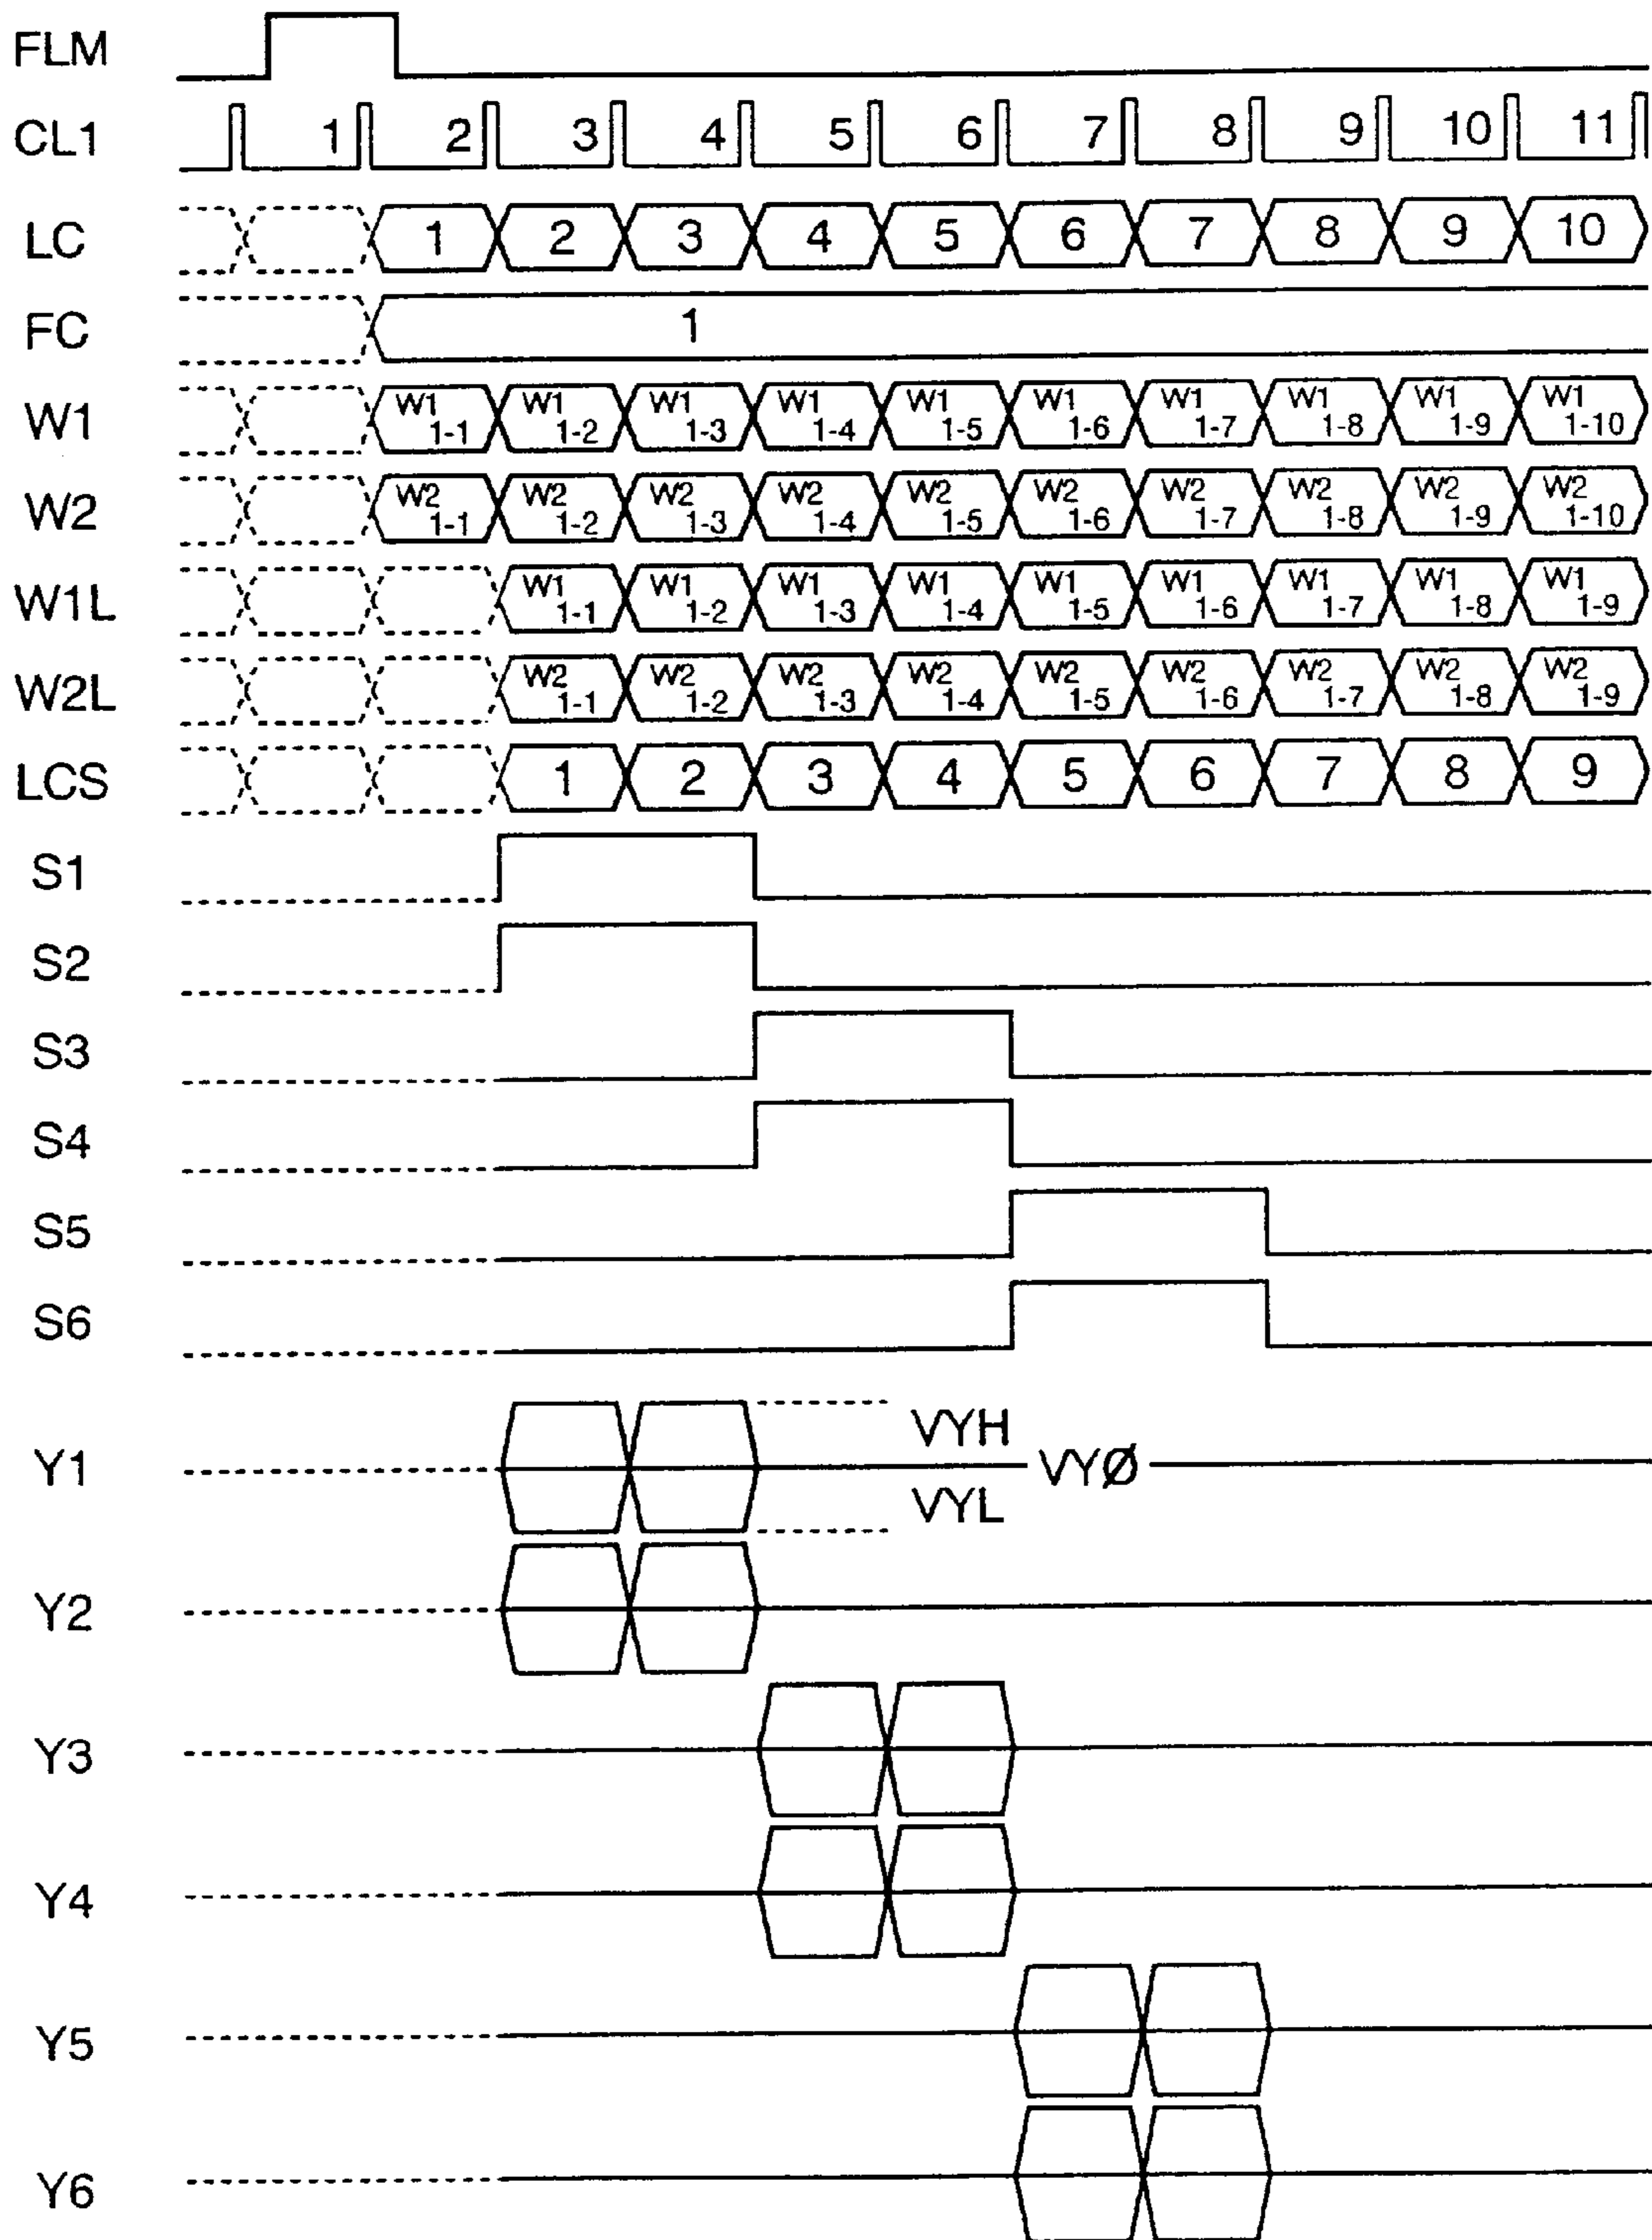 FLM
CL1 1 2 3 4 5 6 7 8 9 10 11
LC 1 2 3 4 5 6 7 8 9 10
FC 1
W1 W1 1-1 W1 1-2 W1 1-3 W1 1-4 W1 1-5 W1 1-6 W1 1-7 W1 1-8 W1 1-9 W1 1-10
W2 W2 1-1 W2 1-2 W2 1-3 W2 1-4 W2 1-5 W2 1-6 W2 1-7 W2 1-8 W2 1-9 W2 1-10
W1L W1 1-1 W1 1-2 W1 1-3 W1 1-4 W1 1-5 W1 1-6 W1 1-7 W1 1-8 W1 1-9
W2L W2 1-1 W2 1-2 W2 1-3 W2 1-4 W2 1-5 W2 1-6 W2 1-7 W2 1-8 W2 1-9
LCS 1 2 3 4 5 6 7 8 9
S1
S2
S3
S4
S5
S6
VYH
Y1 VYØ
VYL
Y2
Y3
Y4
Y5
Y6